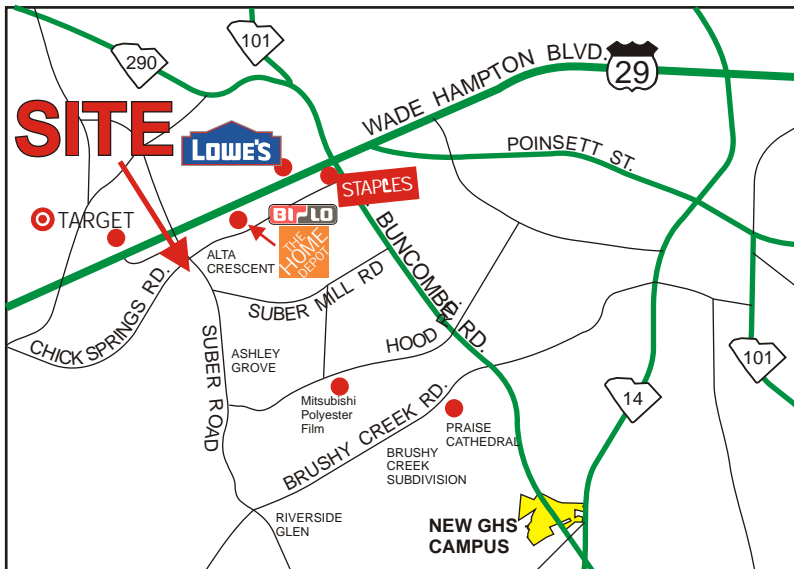 101
290
WADE HAMPTON BLVD.
29
SITE
LOWE'S
POINSETT ST.
STAPLES
TARGET
BI-LO
THE
HOME
DEPOT
ALTA
CRESCENT
BUNCOMBE RD.
SUBER MILL RD
CHICK SPRINGS RD.
HOOD
RD.
SUBER ROAD
ASHLEY
GROVE
101
14
Mitsubishi
Polyester
Film
BRUSHY CREEK RD.
PRAISE
CATHEDRAL
BRUSHY
CREEK
SUBDIVISION
RIVERSIDE
GLEN
NEW GHS
CAMPUS